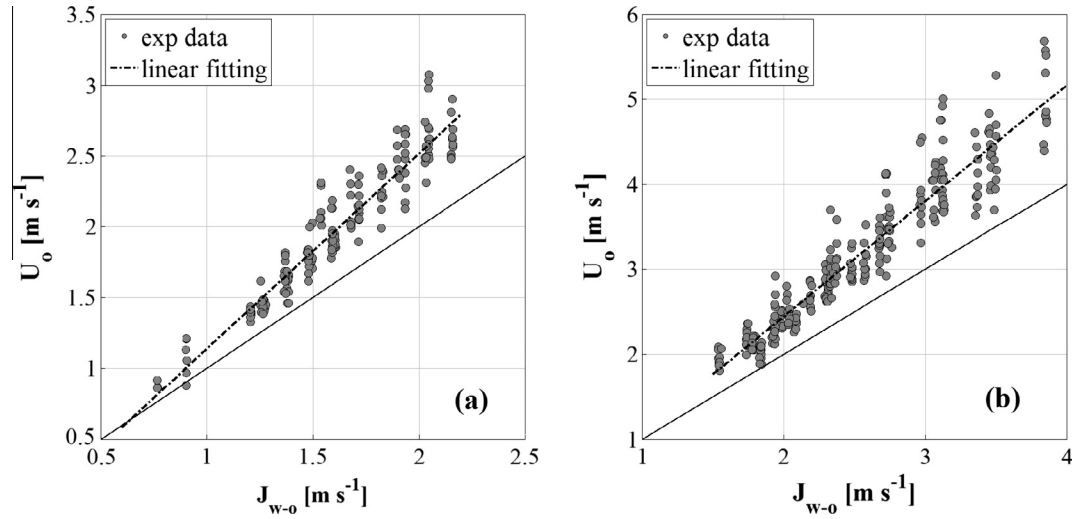 3.5
3
2.5
2
1.5
1
0.5
U_o [m s^-1]
exp data
linear fitting
(a)
0.5 1 1.5 2 2.5
J_w-o [m s^-1]
6
5
4
3
2
1
U_o [m s^-1]
exp data
linear fitting
(b)
1 2 3 4
J_w-o [m s^-1]